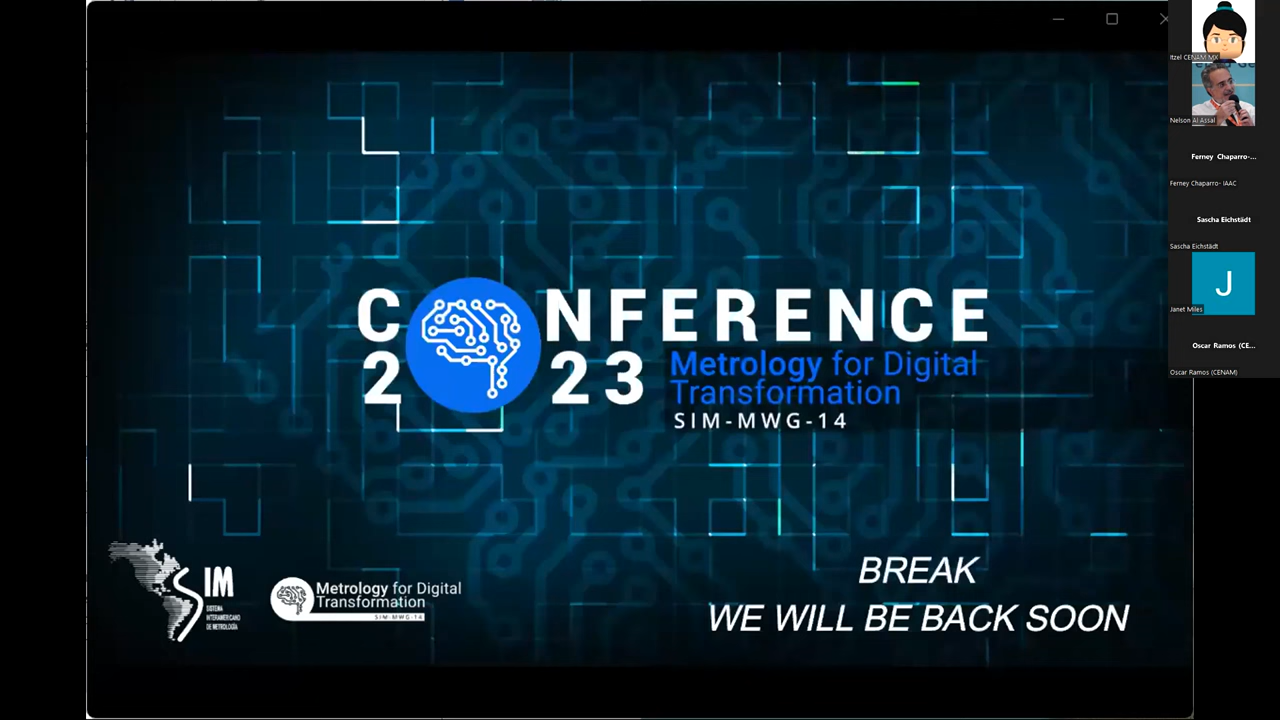 CONFERENCE
2023
Metrology for Digital
Transformation
SIM-MWG-14
SIM
SISTEMA
INTERAMERICANO
DE METROLOGÍA
Metrology for Digital
Transformation
SIM-MWG-14
BREAK
WE WILL BE BACK SOON
Itzel CENAM MX
Nelson Al Assal
Ferney Chaparro-...
Ferney Chaparro- IAAC
Sascha Eichstädt
Sascha Eichstädt
J
Janet Miles
Oscar Ramos (CE...
Oscar Ramos (CENAM)